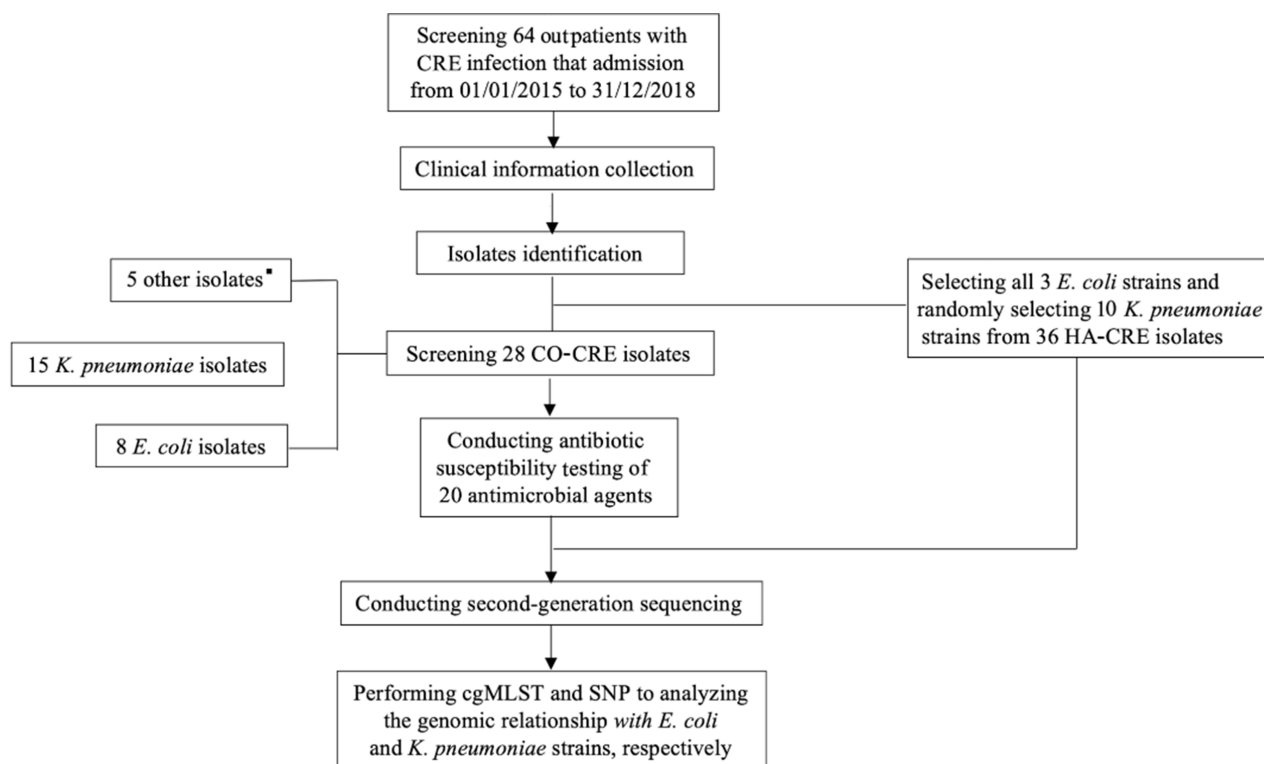 Screening 64 outpatients with
CRE infection that admission
from 01/01/2015 to 31/12/2018
Clinical information collection
Isolates identification
5 other isolates▪
15 K. pneumoniae isolates
8 E. coli isolates
Screening 28 CO-CRE isolates
Selecting all 3 E. coli strains and
randomly selecting 10 K. pneumoniae
strains from 36 HA-CRE isolates
Conducting antibiotic
susceptibility testing of
20 antimicrobial agents
Conducting second-generation sequencing
Performing cgMLST and SNP to analyzing
the genomic relationship with E. coli
and K. pneumoniae strains, respectively